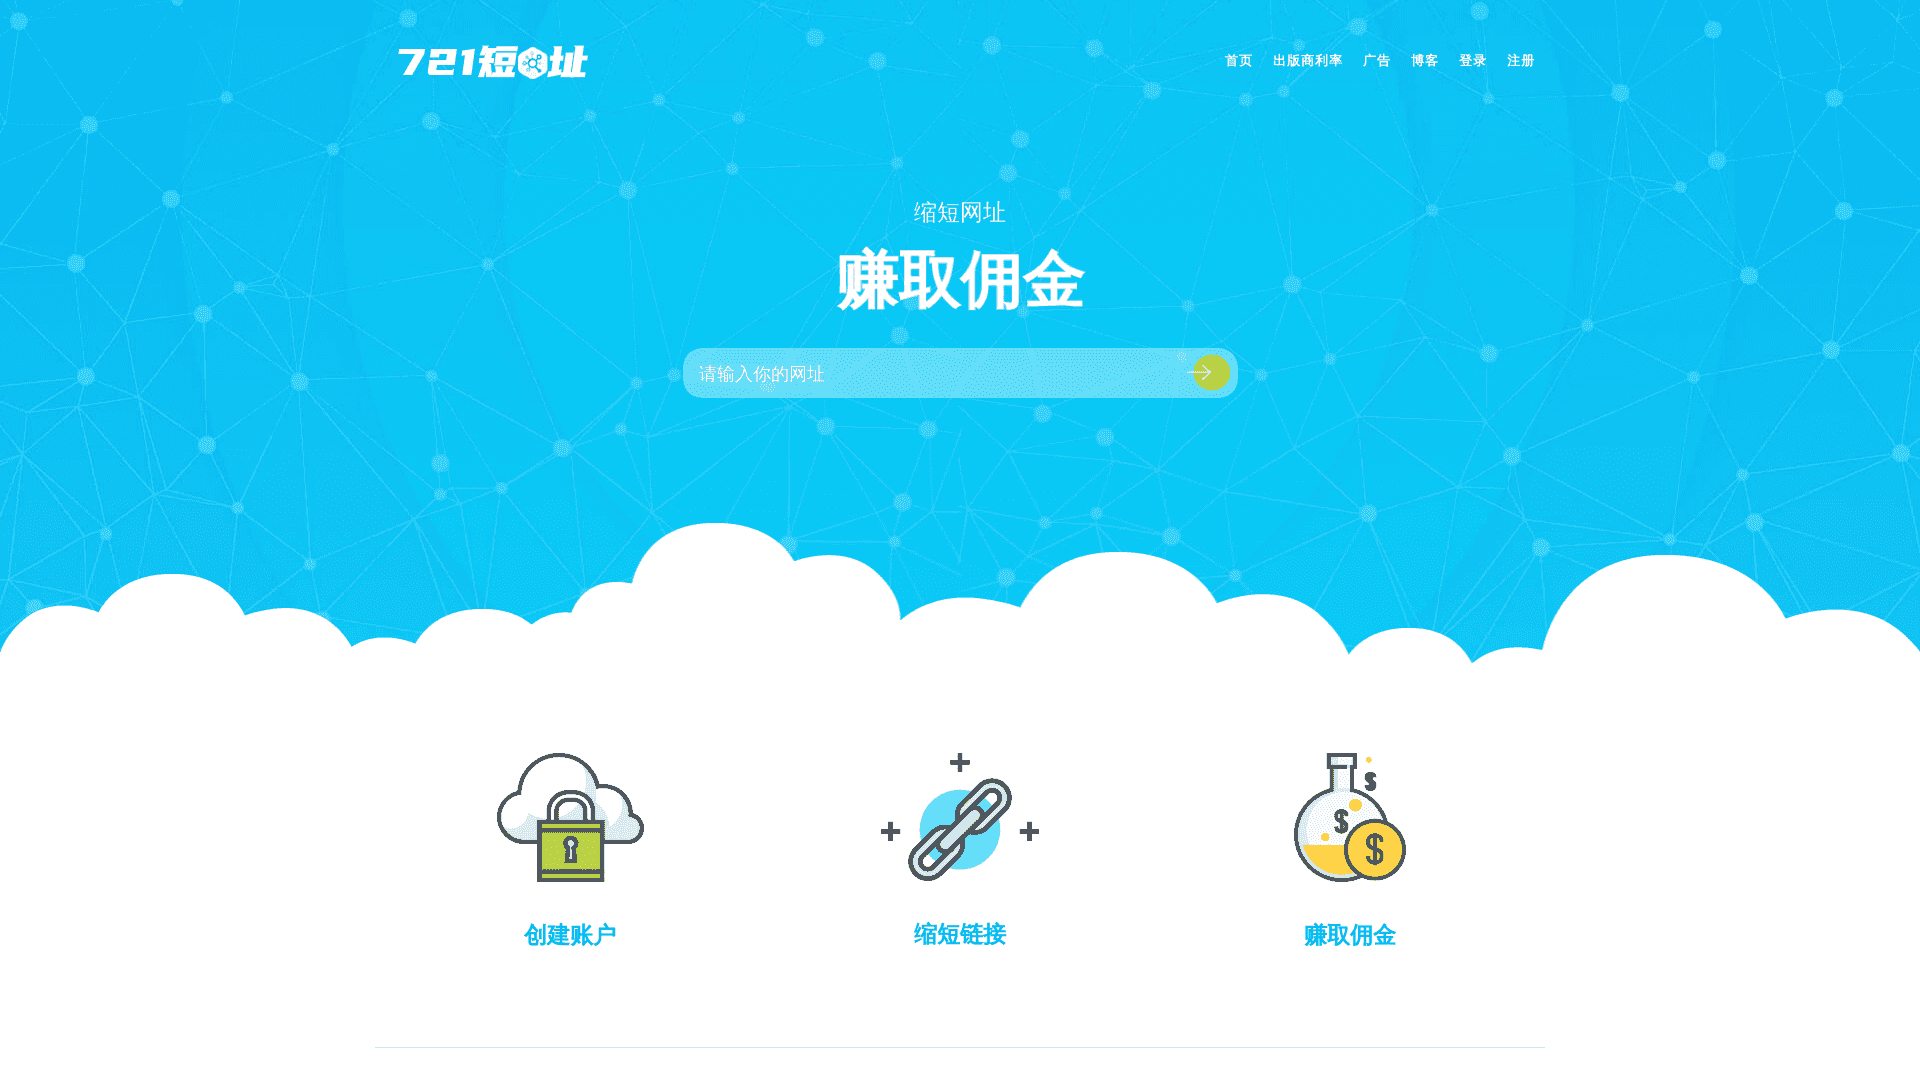 721短网址
首页 出版商利率 广告 博客 登录 注册
缩短网址
赚取佣金
请输入你的网址
创建账户
缩短链接
赚取佣金